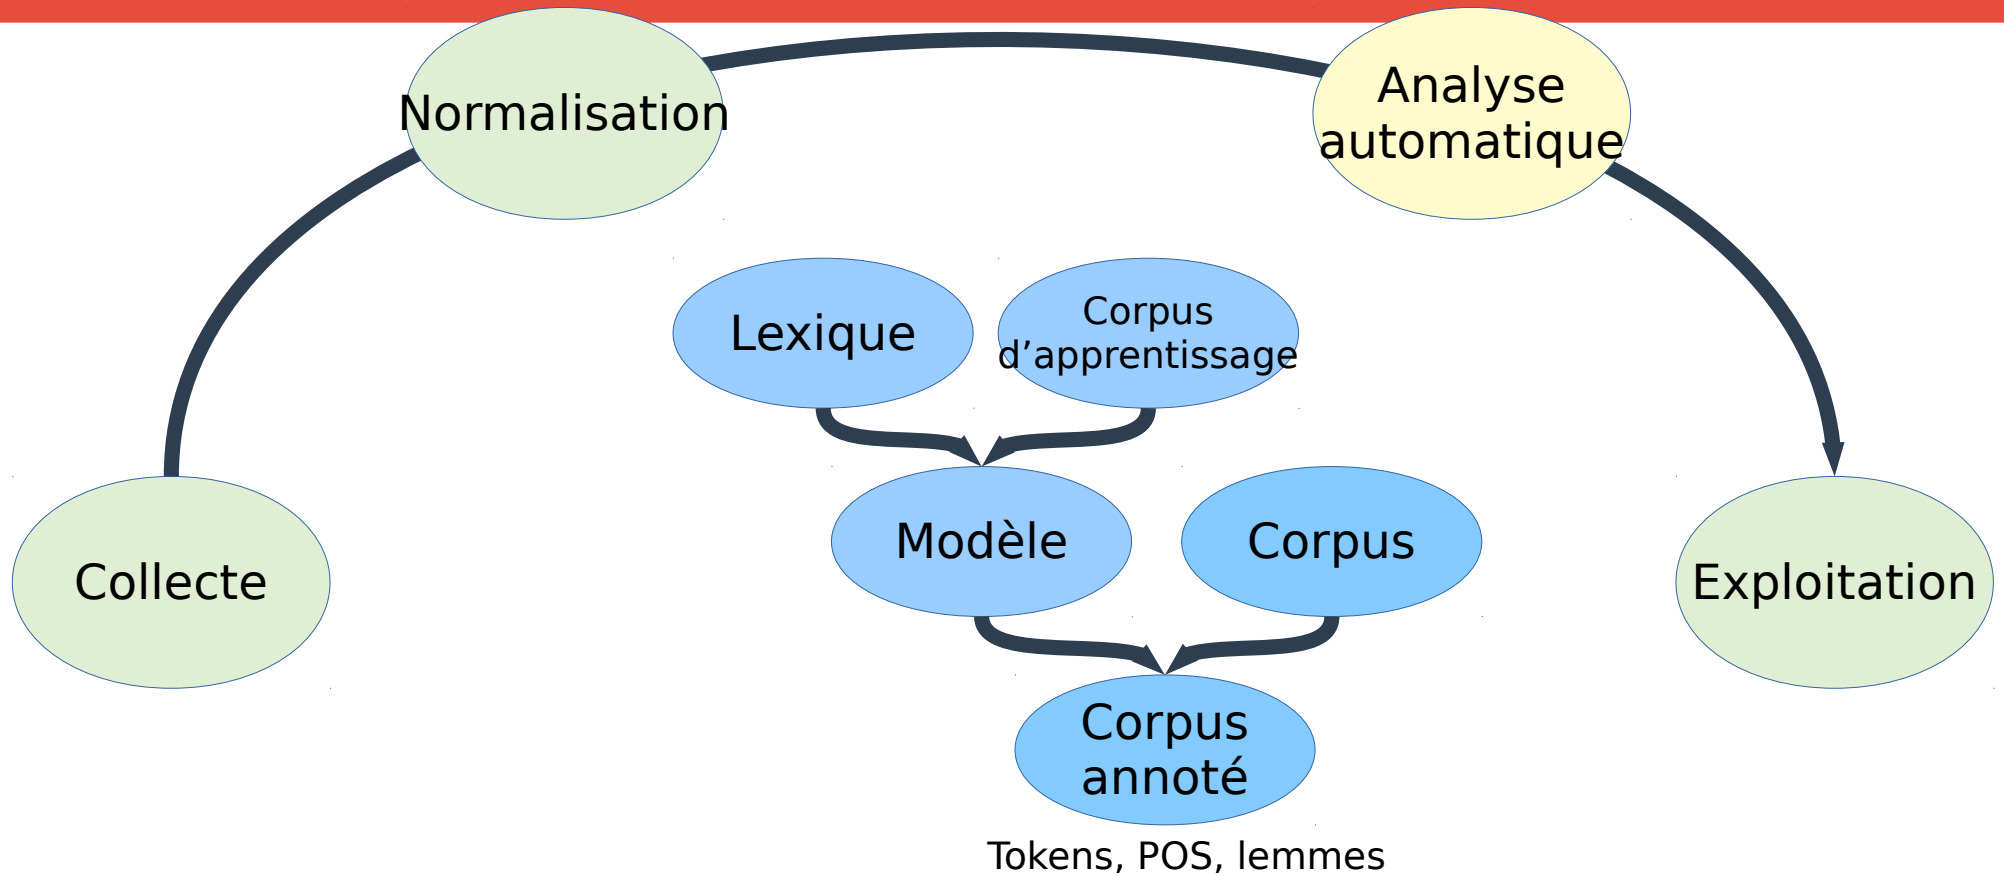 Normalisation
Analyse
automatique
Lexique
Corpus
d’apprentissage
Modèle
Corpus
Collecte
Exploitation
Corpus
annoté
Tokens, POS, lemmes